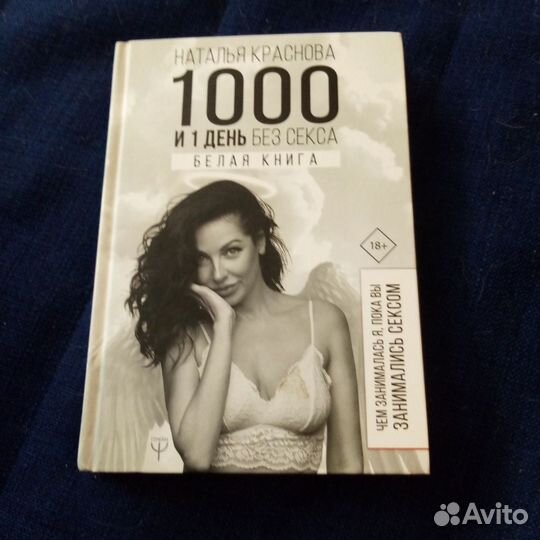 НАТАЛЬЯ КРАСНОВА
1000
И 1 ДЕНЬ БЕЗ СЕКСА
БЕЛАЯ КНИГА
18+
ЧЕМ ЗАНИМАЛАСЬ Я, ПОКА ВЫ
ЗАНИМАЛИСЬ СЕКСОМ
Avito